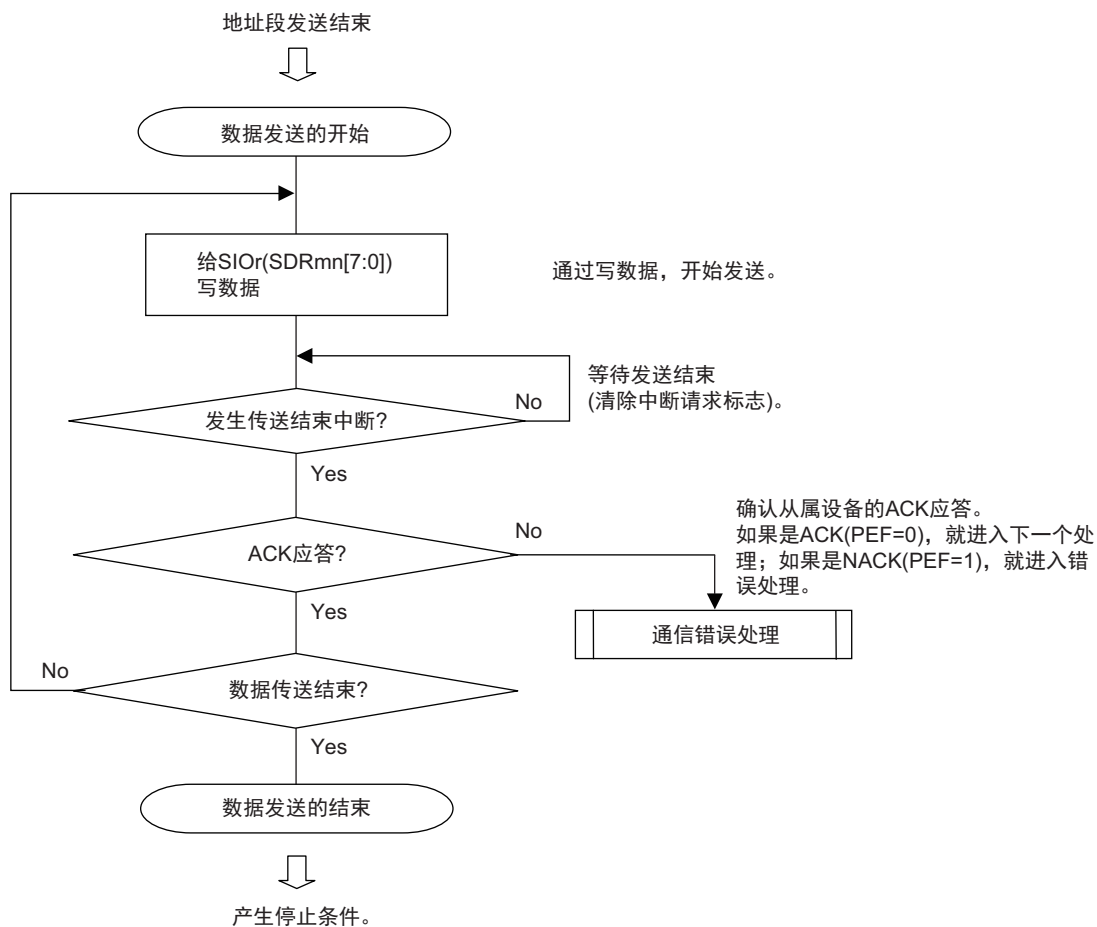 地址段发送结束
数据发送的开始
给SIOr(SDRmn[7:0])
写数据
通过写数据，开始发送。
等待发送结束
(清除中断请求标志)。
No
发生传送结束中断?
Yes
确认从属设备的ACK应答。
如果是ACK(PEF=0)，就进入下一个处
理；如果是NACK(PEF=1)，就进入错
误处理。
No
ACK应答?
Yes
通信错误处理
No
数据传送结束?
Yes
数据发送的结束
产生停止条件。